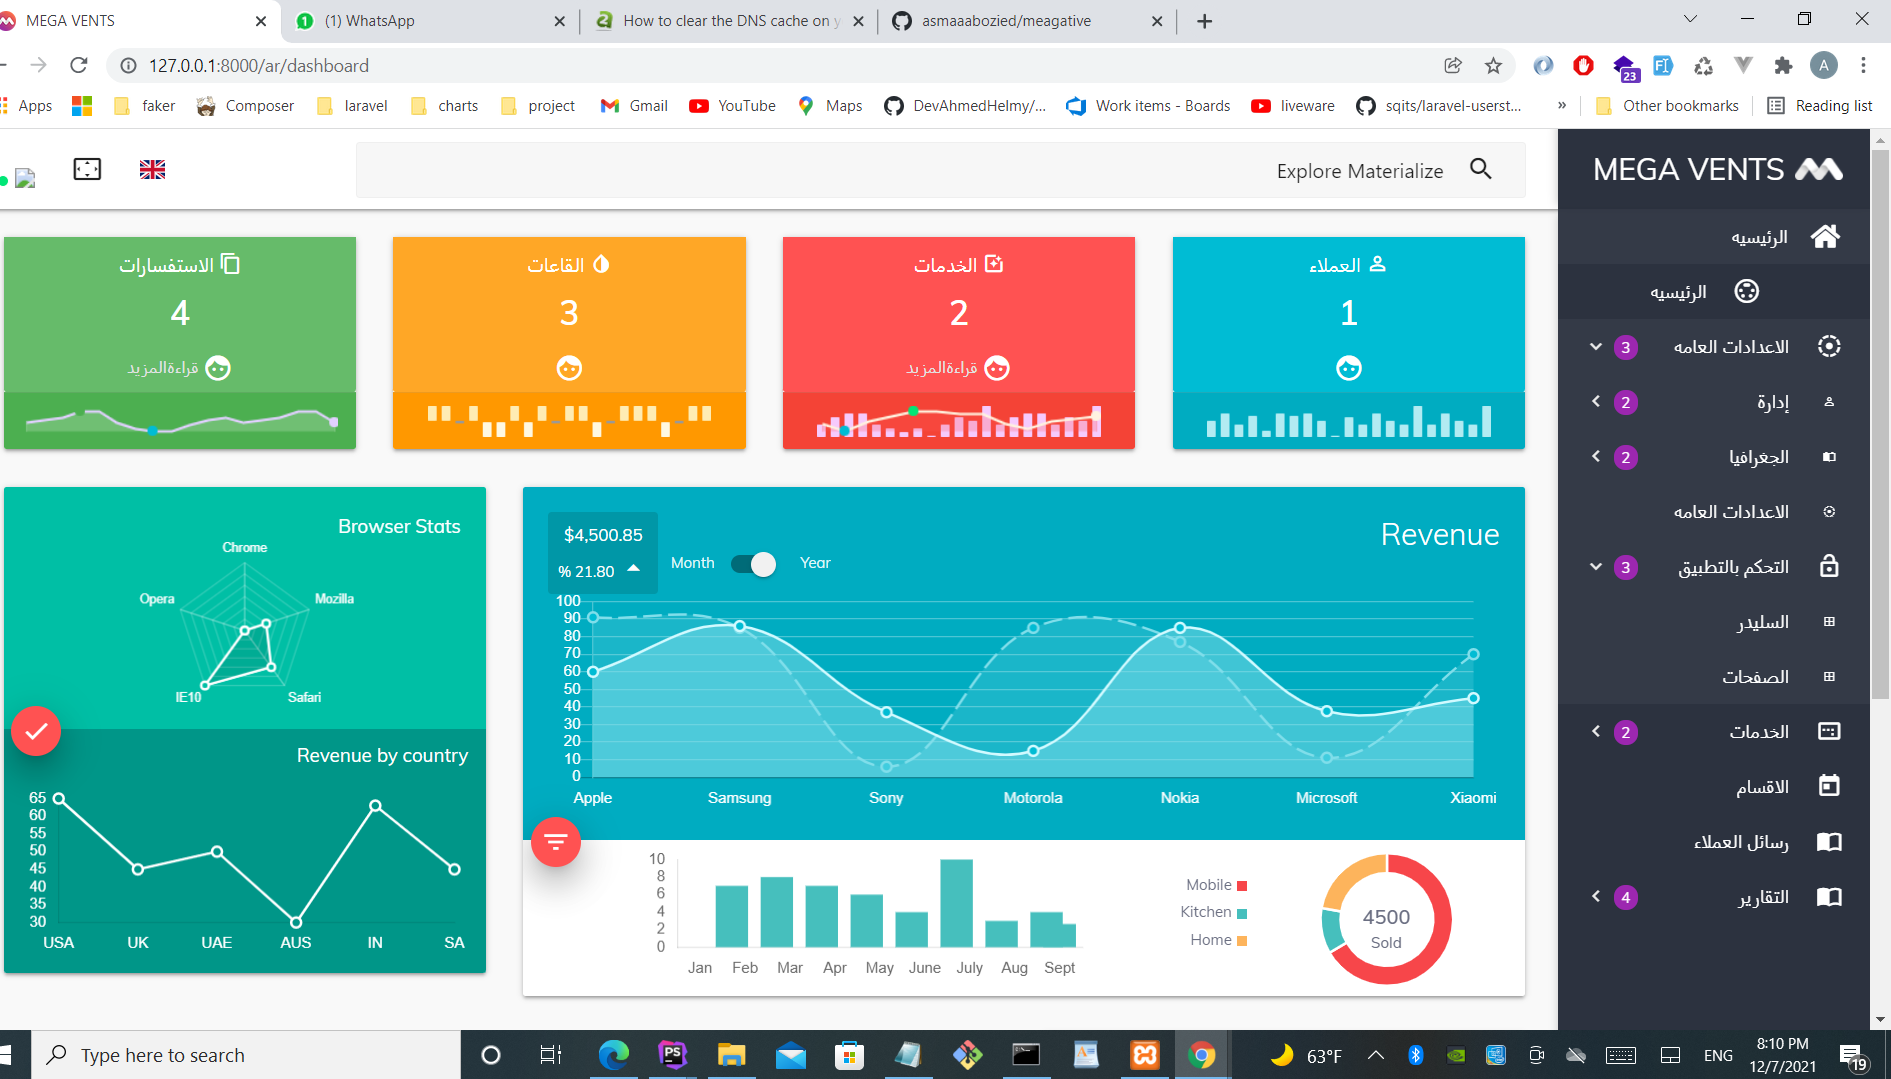 MEGA VENTS
(1) WhatsApp
How to clear the DNS cache on y
asmaaabozied/meagative
127.0.0.1:8000/ar/dashboard
A
23
Apps
faker
Composer
laravel
charts
project
Gmail
YouTube
Maps
DevAhmedHelmy/...
Work items - Boards
liveware
sqits/laravel-userst...
»
Other bookmarks
Reading list
Explore Materialize
MEGA VENTS
الرئيسيه
الرئيسيه
الاعدادات العامه
3
إدارة
2
الجغرافيا
2
الاعدادات العامه
التحكم بالتطبيق
3
السليدر
الصفحات
الخدمات
2
الاقسام
رسائل العملاء
التقارير
4
العملاء
1
الخدمات
2
قراءةالمزيد
القاعات
3
الاستفسارات
4
قراءةالمزيد
Revenue
$4,500.85
% 21.80
Month
Year
100
90
80
70
60
50
40
30
20
10
0
Apple Samsung Sony Motorola Nokia Microsoft Xiaomi
10
8
6
4
2
0
Jan Feb Mar Apr May June July Aug Sept
Mobile
Kitchen
Home
4500
Sold
Browser Stats
Chrome
Opera
Mozilla
IE10
Safari
Revenue by country
65
60
55
50
45
40
35
30
USA UK UAE AUS IN SA
Type here to search
PS
63°F
ENG
8:10 PM
12/7/2021
19